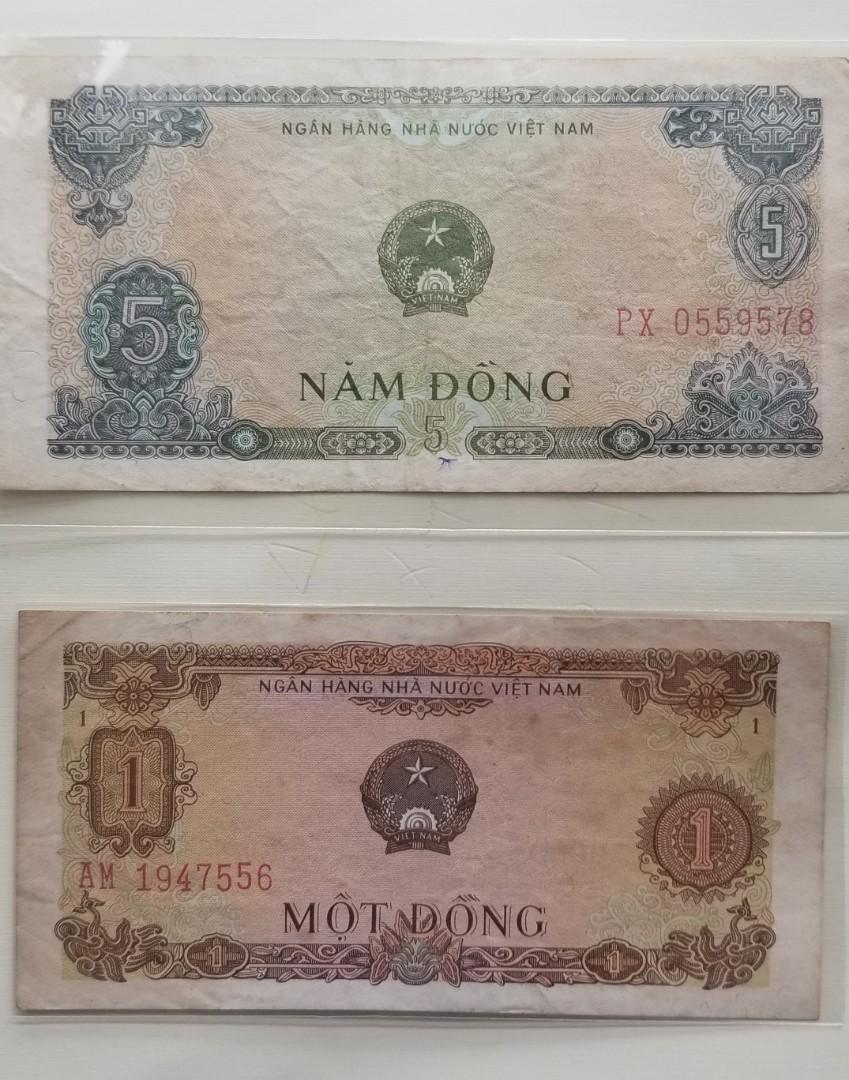 NGÂN HÀNG NHÀ NƯỚC VIỆT NAM
5
VIỆT-NAM
5
PX 0559578
NĂM ĐỒNG
5
NGÂN HÀNG NHÀ NƯỚC VIỆT NAM
1
1
1
VIỆT-NAM
1
AM 1947556
MỘT ĐỒNG
1
1